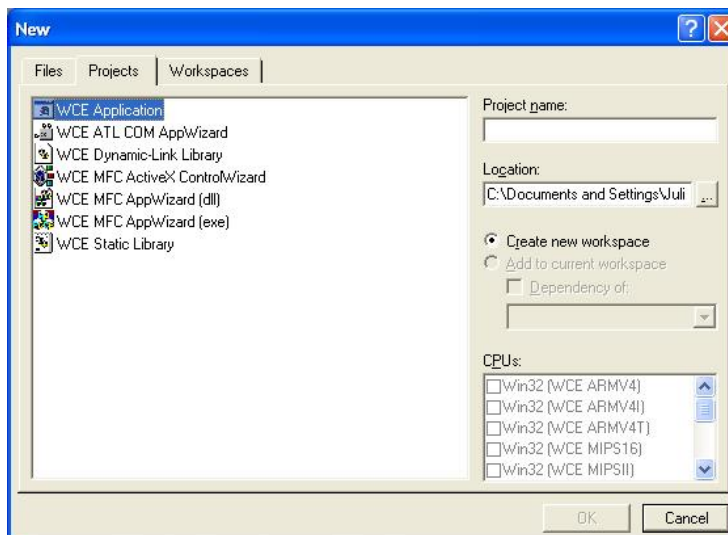 New
Files
Projects
Workspaces
WCE Application
WCE ATL COM AppWizard
WCE Dynamic-Link Library
WCE MFC ActiveX ControlWizard
WCE MFC AppWizard (dll)
WCE MFC AppWizard (exe)
WCE Static Library
Project name:
Location:
C:\Documents and Settings\Juli
...
Create new workspace
Add to current workspace
Dependency of:
CPUs:
Win32 (WCE ARMV4)
Win32 (WCE ARMV4I)
Win32 (WCE ARMV4T)
Win32 (WCE MIPS16)
Win32 (WCE MIPSII)
OK
Cancel